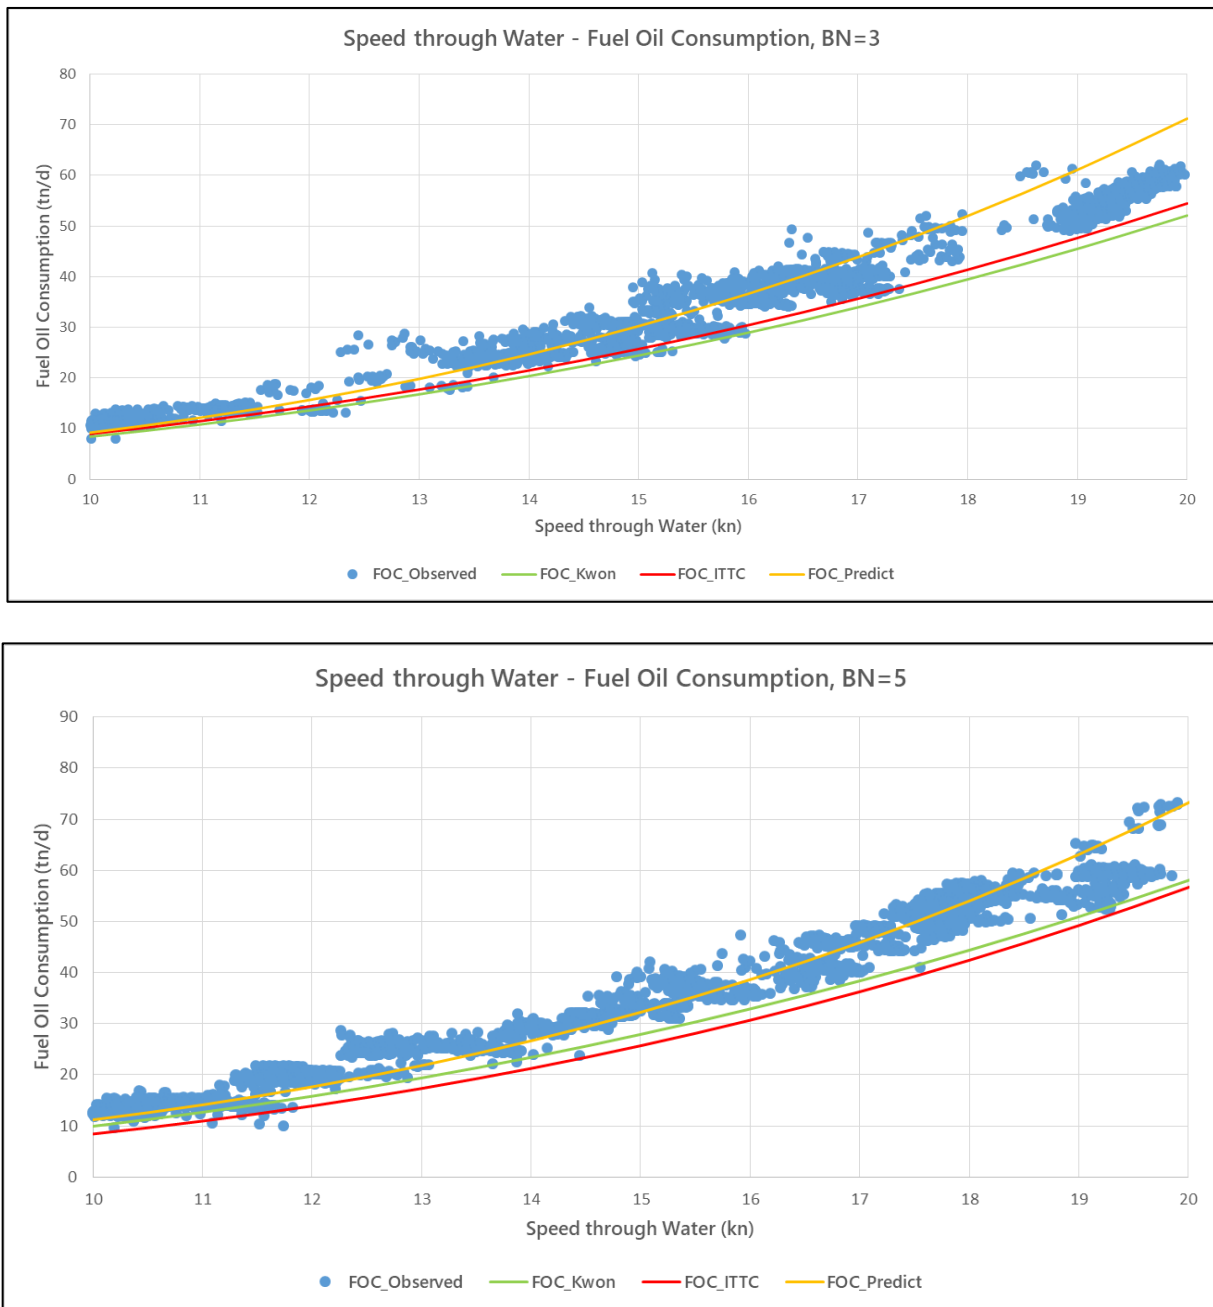 Speed through Water - Fuel Oil Consumption, BN=3
80
70
60
50
40
30
20
10
0
Fuel Oil Consumption (tn/d)
10 11 12 13 14 15 16 17 18 19 20
Speed through Water (kn)
FOC_Observed FOC_Kwon FOC_ITTC FOC_Predict
Speed through Water - Fuel Oil Consumption, BN=5
90
80
70
60
50
40
30
20
10
0
Fuel Oil Consumption (tn/d)
10 11 12 13 14 15 16 17 18 19 20
Speed through Water (kn)
FOC_Observed FOC_Kwon FOC_ITTC FOC_Predict